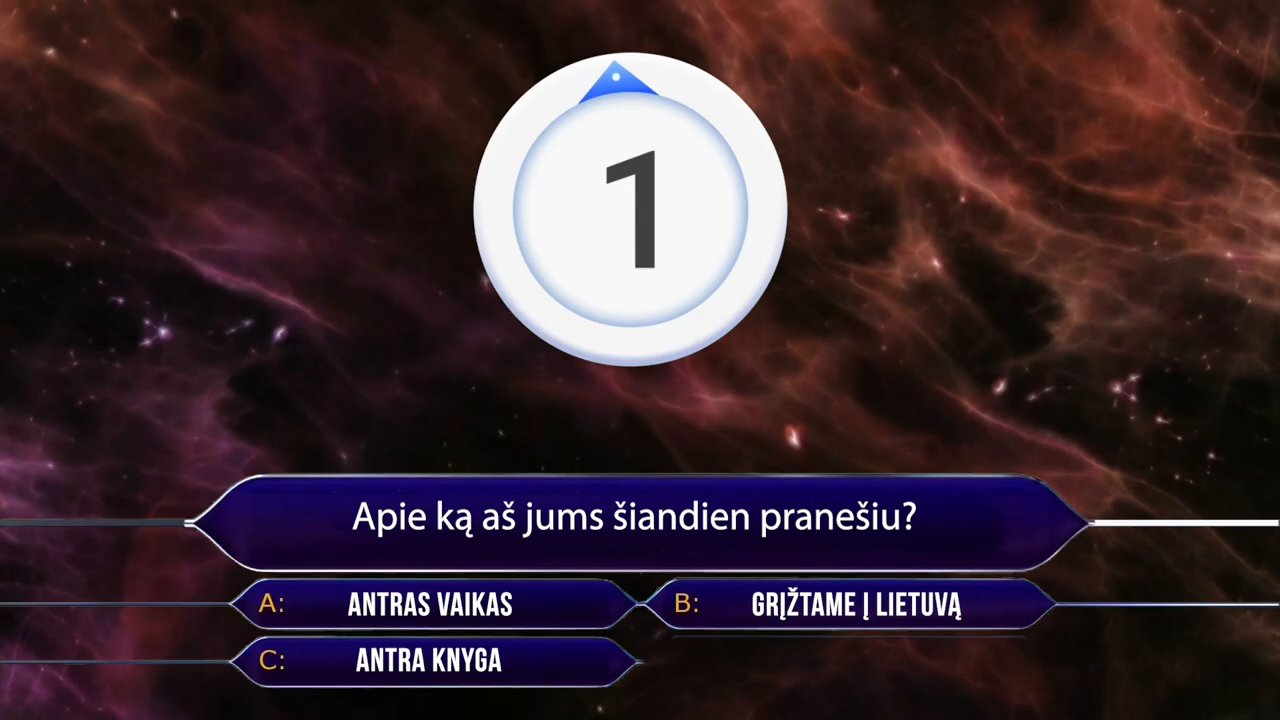 1
Apie ką aš jums šiandien pranešiu?
A: ANTRAS VAIKAS
B: GRĮŽTAME Į LIETUVĄ
C: ANTRA KNYGA